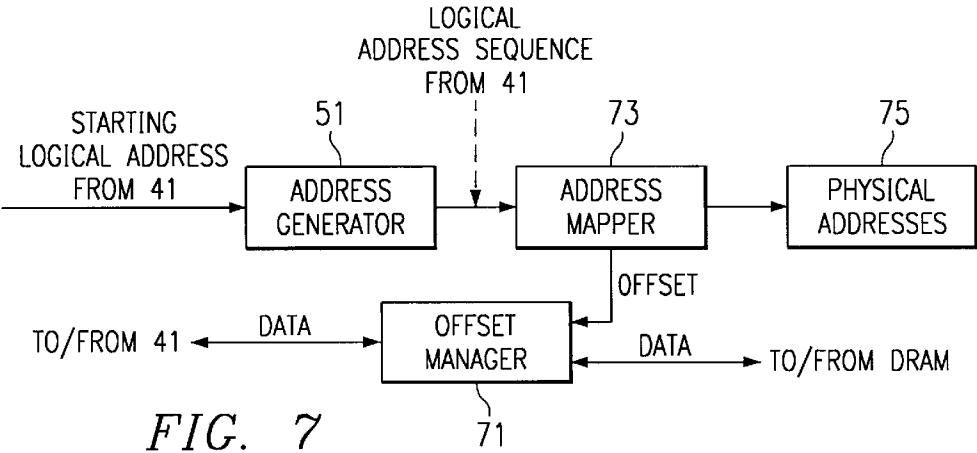 LOGICAL
ADDRESS SEQUENCE
FROM 41
STARTING
LOGICAL ADDRESS
FROM 41
51
73
75
ADDRESS
GENERATOR
ADDRESS
MAPPER
PHYSICAL
ADDRESSES
OFFSET
TO/FROM 41
DATA
OFFSET
MANAGER
DATA
TO/FROM DRAM
71
FIG. 7